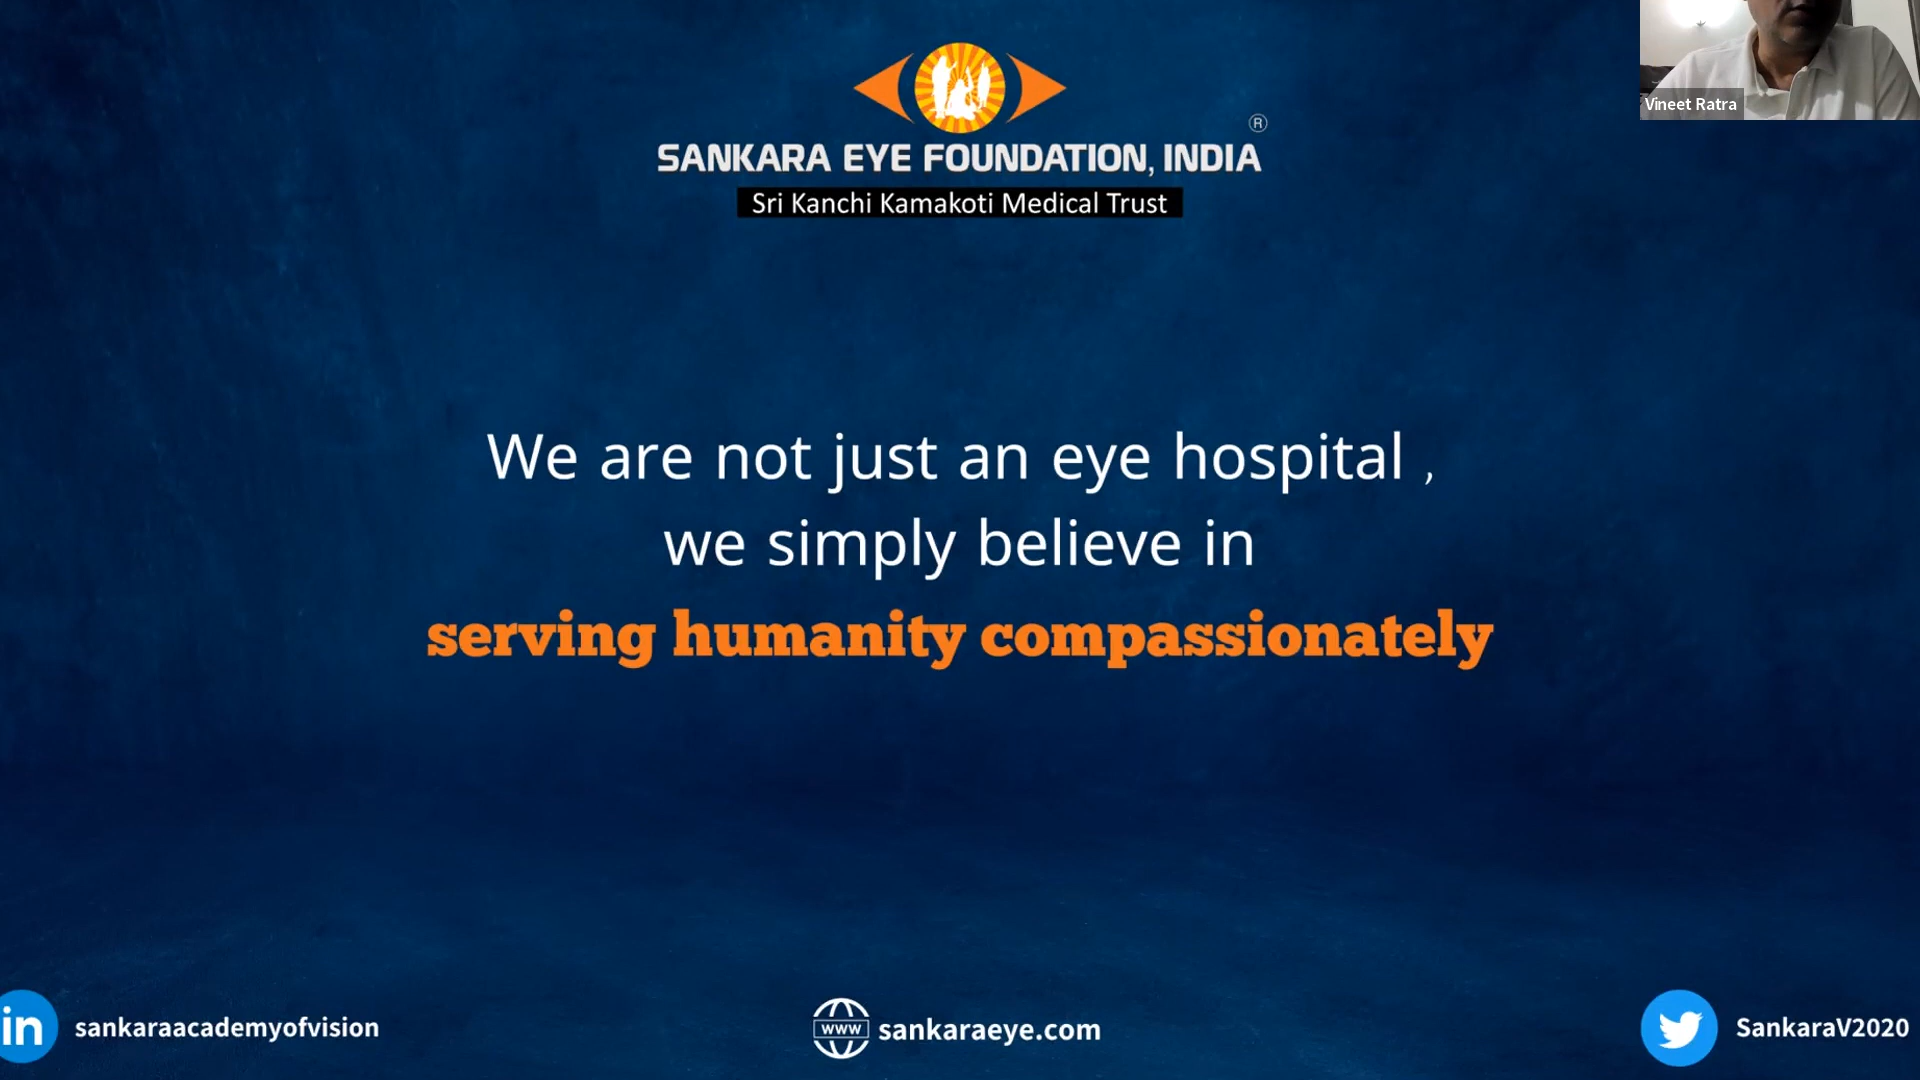 Vineet Ratra
®
SANKARA EYE FOUNDATION, INDIA
Sri Kanchi Kamakoti Medical Trust
We are not just an eye hospital ,
we simply believe in
serving humanity compassionately
in sankaraacademyofvision
www sankaraeye.com
SankaraV2020